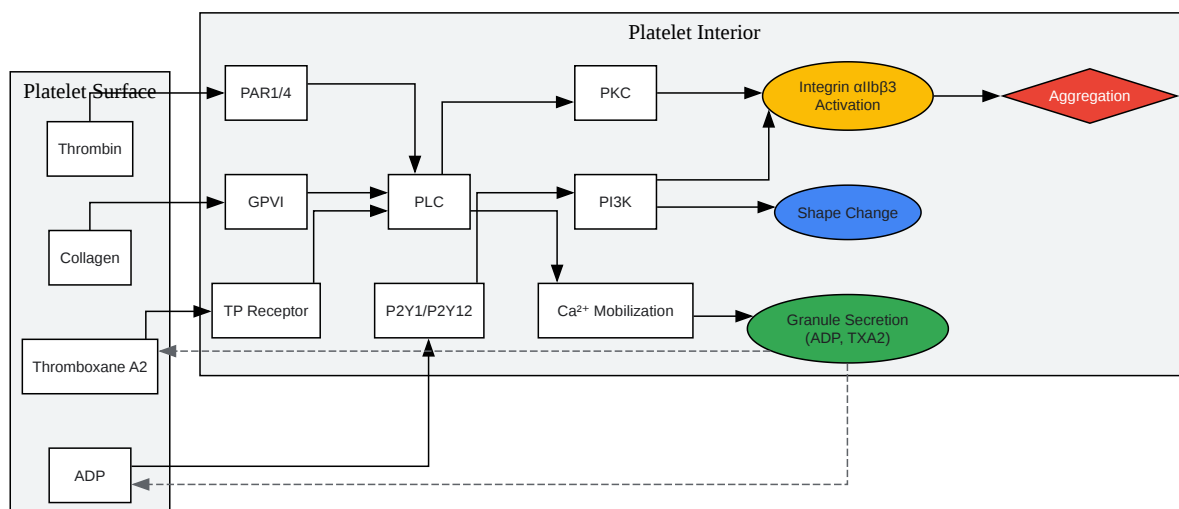 Platelet Interior
Platelet Surface
PAR1/4
PKC
Integrin αIIbβ3
Activation
Aggregation
Thrombin
GPVI
PLC
PI3K
Shape Change
Collagen
TP Receptor
P2Y1/P2Y12
Ca²⁺ Mobilization
Granule Secretion
(ADP, TXA2)
Thromboxane A2
ADP